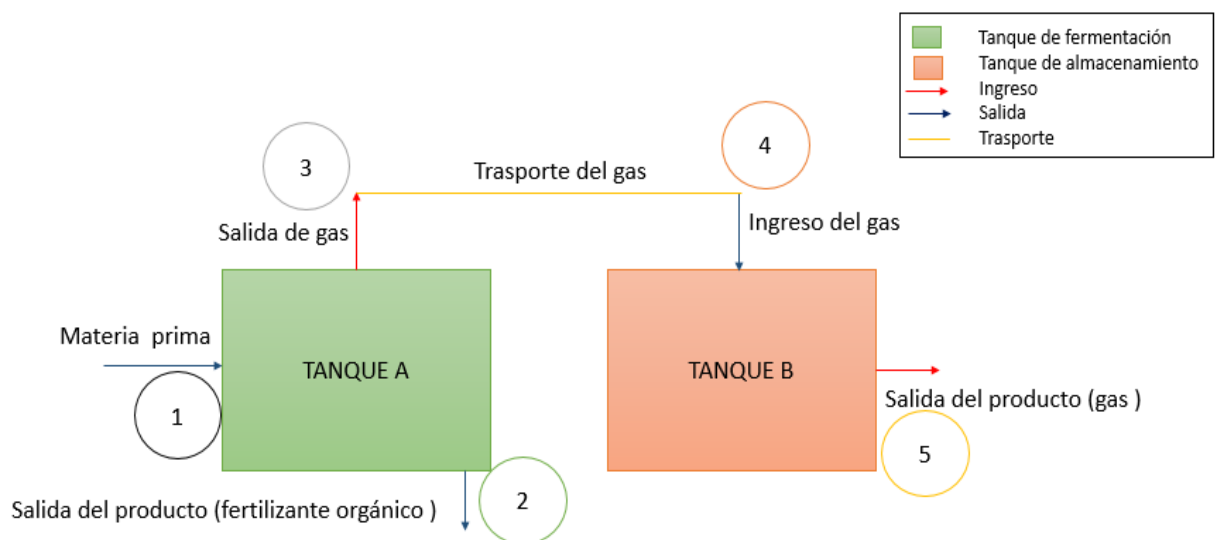 Tanque de fermentación
Tanque de almacenamiento
Ingreso
Salida
Trasporte
3
4
Trasporte del gas
Salida de gas
Ingreso del gas
Materia prima
TANQUE A
TANQUE B
1
Salida del producto (gas )
5
Salida del producto (fertilizante orgánico )
2